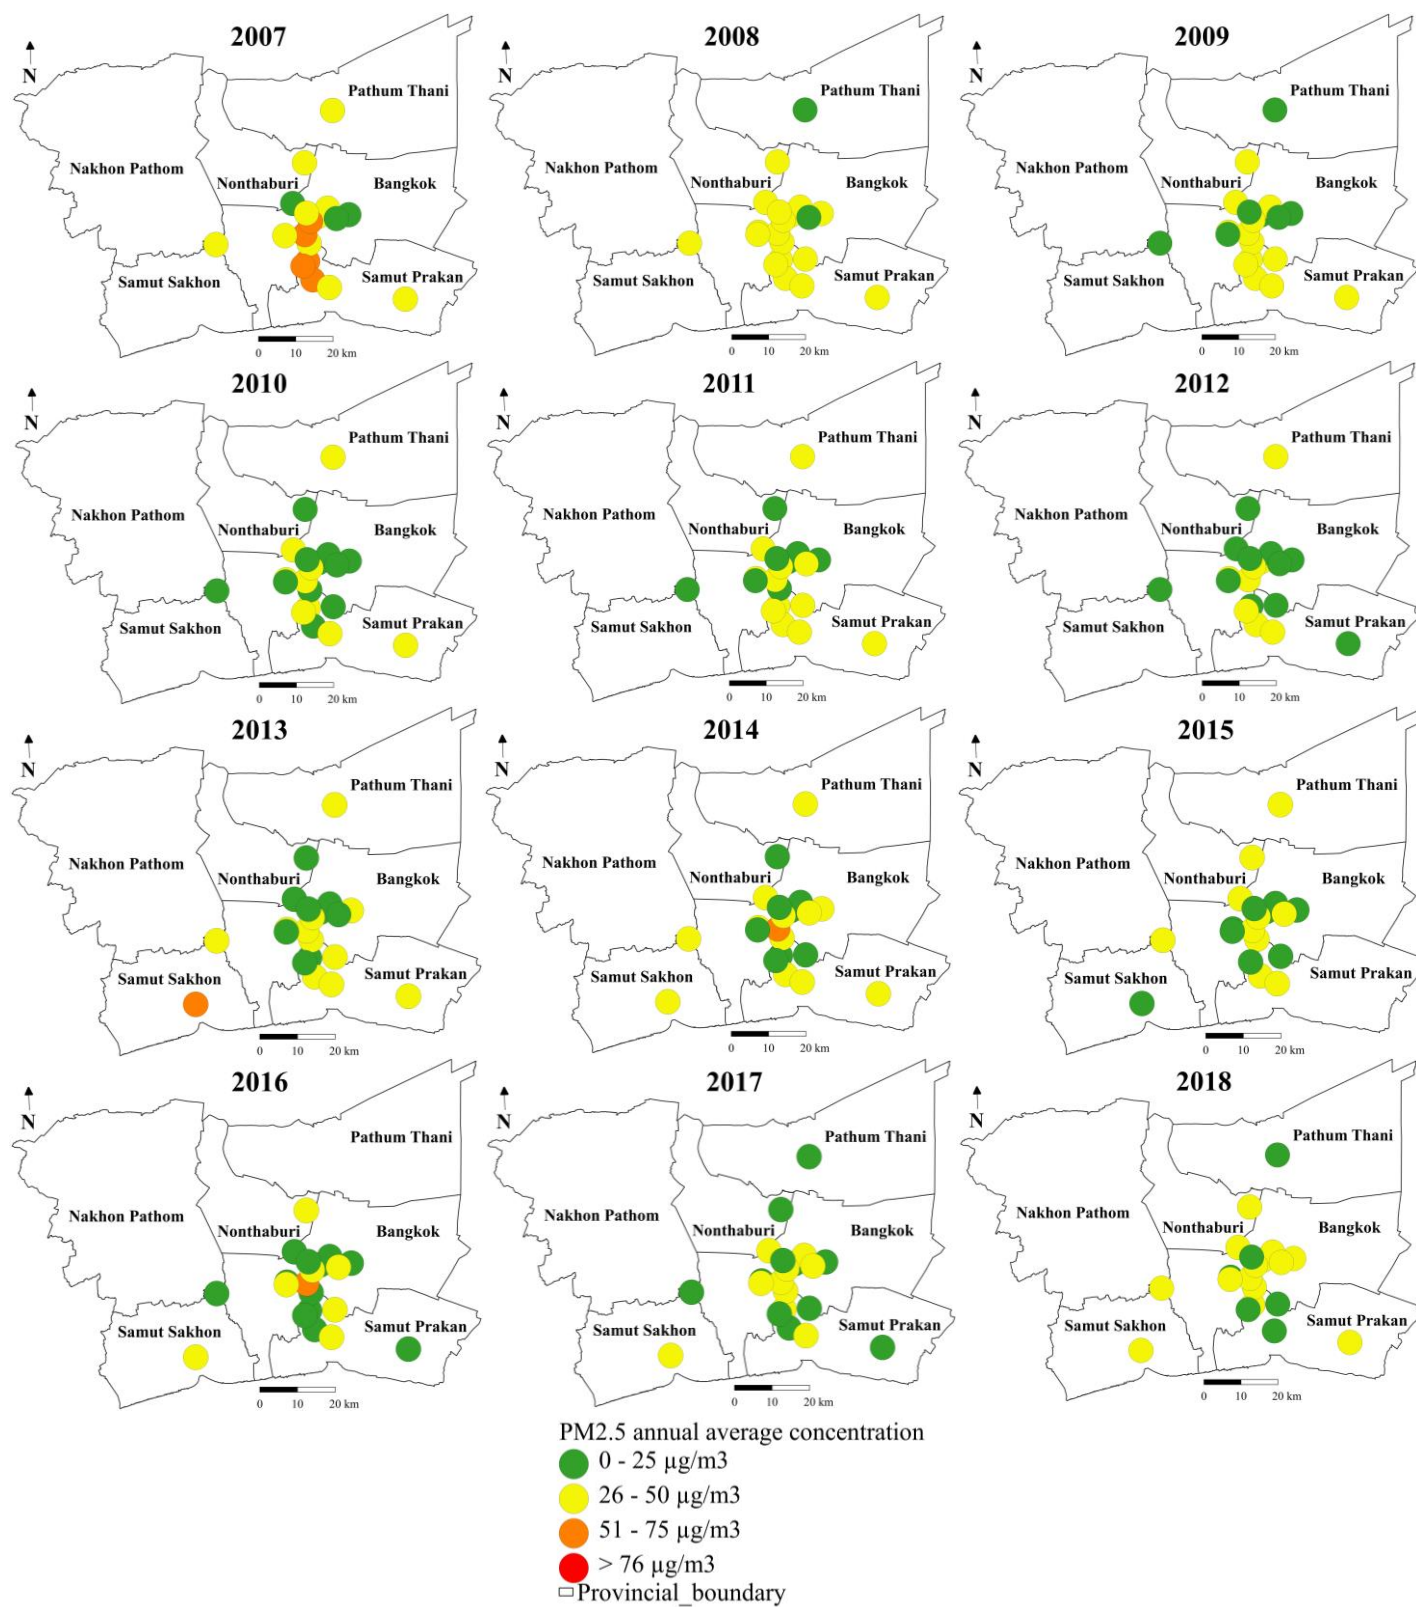 2007
N
Pathum Thani
Nakhon Pathom
Nonthaburi
Bangkok
Samut Sakhon
Samut Prakan
0 10 20 km
2008
N
Pathum Thani
Nakhon Pathom
Nonthaburi
Bangkok
Samut Sakhon
Samut Prakan
0 10 20 km
2009
N
Pathum Thani
Nakhon Pathom
Nonthaburi
Bangkok
Samut Sakhon
Samut Prakan
0 10 20 km
2010
N
Pathum Thani
Nakhon Pathom
Nonthaburi
Bangkok
Samut Sakhon
Samut Prakan
0 10 20 km
2011
N
Pathum Thani
Nakhon Pathom
Nonthaburi
Bangkok
Samut Sakhon
Samut Prakan
0 10 20 km
2012
N
Pathum Thani
Nakhon Pathom
Nonthaburi
Bangkok
Samut Sakhon
Samut Prakan
0 10 20 km
2013
N
Pathum Thani
Nakhon Pathom
Nonthaburi
Bangkok
Samut Sakhon
Samut Prakan
0 10 20 km
2014
N
Pathum Thani
Nakhon Pathom
Nonthaburi
Bangkok
Samut Sakhon
Samut Prakan
0 10 20 km
2015
N
Pathum Thani
Nakhon Pathom
Nonthaburi
Bangkok
Samut Sakhon
Samut Prakan
0 10 20 km
2016
N
Pathum Thani
Nakhon Pathom
Nonthaburi
Bangkok
Samut Sakhon
Samut Prakan
0 10 20 km
2017
N
Pathum Thani
Nakhon Pathom
Nonthaburi
Bangkok
Samut Sakhon
Samut Prakan
0 10 20 km
2018
N
Pathum Thani
Nakhon Pathom
Nonthaburi
Bangkok
Samut Sakhon
Samut Prakan
0 10 20 km
PM2.5 annual average concentration
0 - 25 µg/m3
26 - 50 µg/m3
51 - 75 µg/m3
> 76 µg/m3
Provincial_boundary